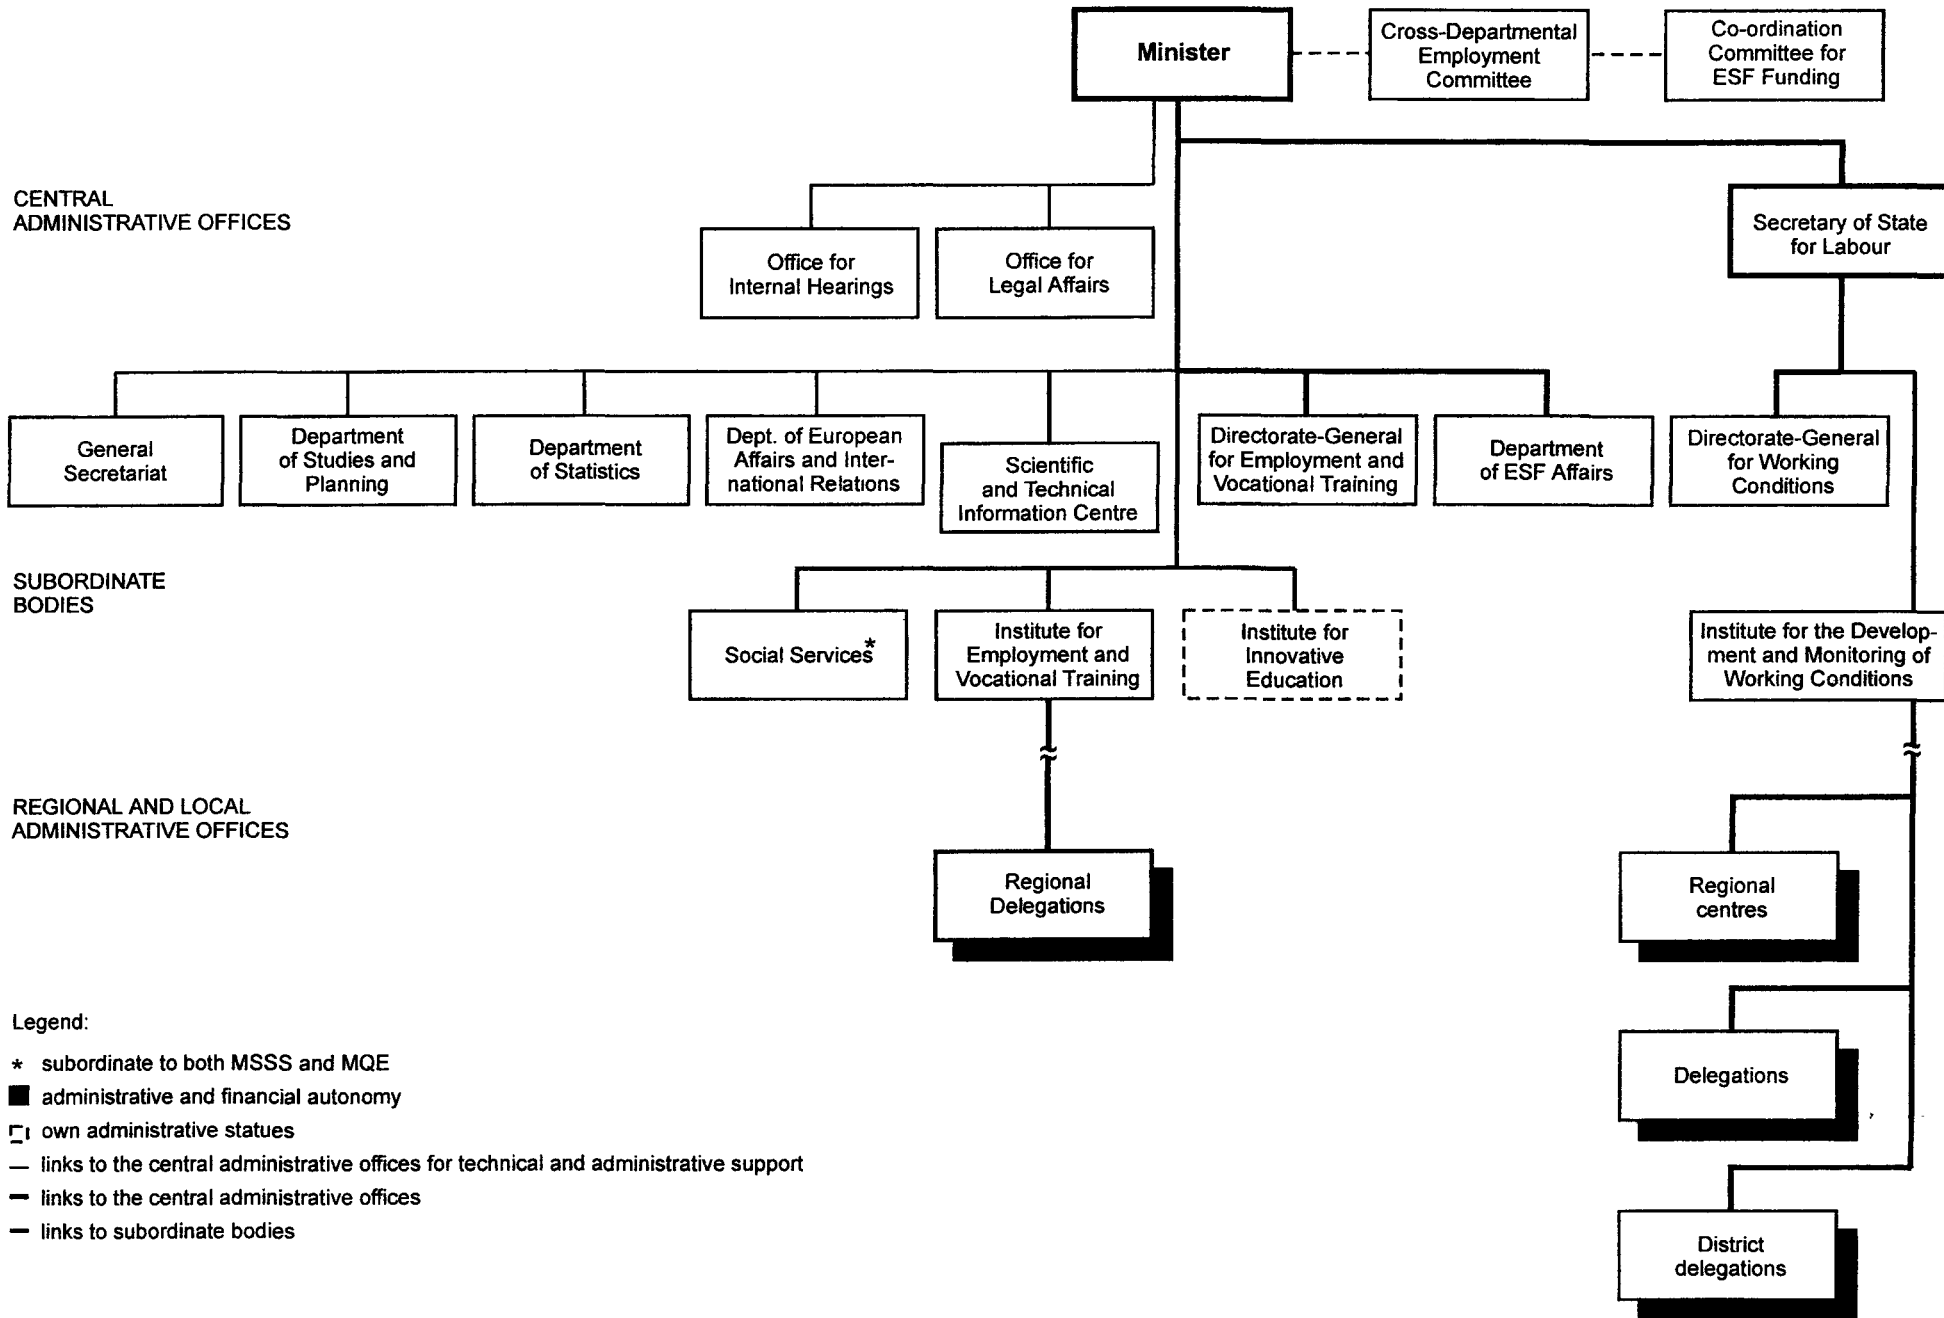 Minister
Cross-Departmental
Employment
Committee
Co-ordination
Committee for
ESF Funding
CENTRAL
ADMINISTRATIVE OFFICES
Secretary of State
for Labour
Office for
Internal Hearings
Office for
Legal Affairs
General
Secretariat
Department
of Studies and
Planning
Department
of Statistics
Dept. of European
Affairs and Inter-
national Relations
Scientific
and Technical
Information Centre
Directorate-General
for Employment and
Vocational Training
Department
of ESF Affairs
Directorate-General
for Working
Conditions
SUBORDINATE
BODIES
Social Services*
Institute for
Employment and
Vocational Training
Institute for
Innovative
Education
Institute for the Develop-
ment and Monitoring of
Working Conditions
REGIONAL AND LOCAL
ADMINISTRATIVE OFFICES
Regional
Delegations
Regional
centres
Delegations
District
delegations
Legend:
* subordinate to both MSSS and MQE
administrative and financial autonomy
own administrative statues
links to the central administrative offices for technical and administrative support
links to the central administrative offices
links to subordinate bodies